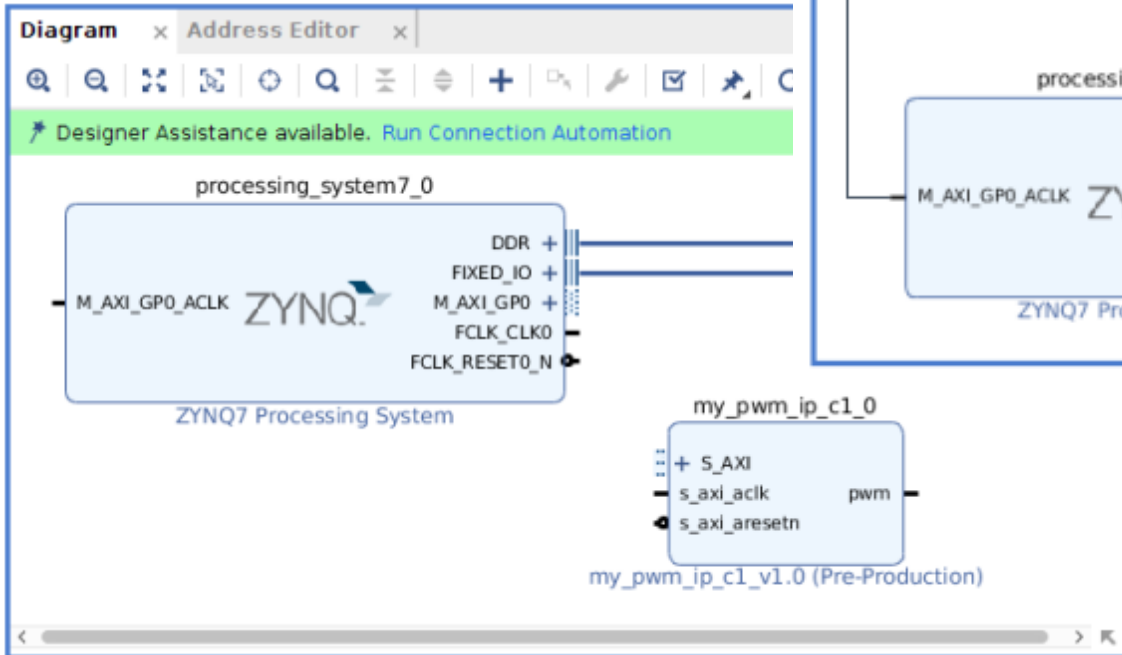 Diagram × Address Editor ×
Designer Assistance available. Run Connection Automation
processing_system7_0
DDR
FIXED_IO
M_AXI_GP0_ACLK ZYNQ. M_AXI_GP0
FCLK_CLK0
FCLK_RESET0_N
ZYNQ7 Processing System
my_pwm_ip_c1_0
S_AXI
s_axi_aclk pwm
s_axi_aresetn
my_pwm_ip_c1_v1.0 (Pre-Production)
M_AXI_GP0_ACLK
ZYNQ7